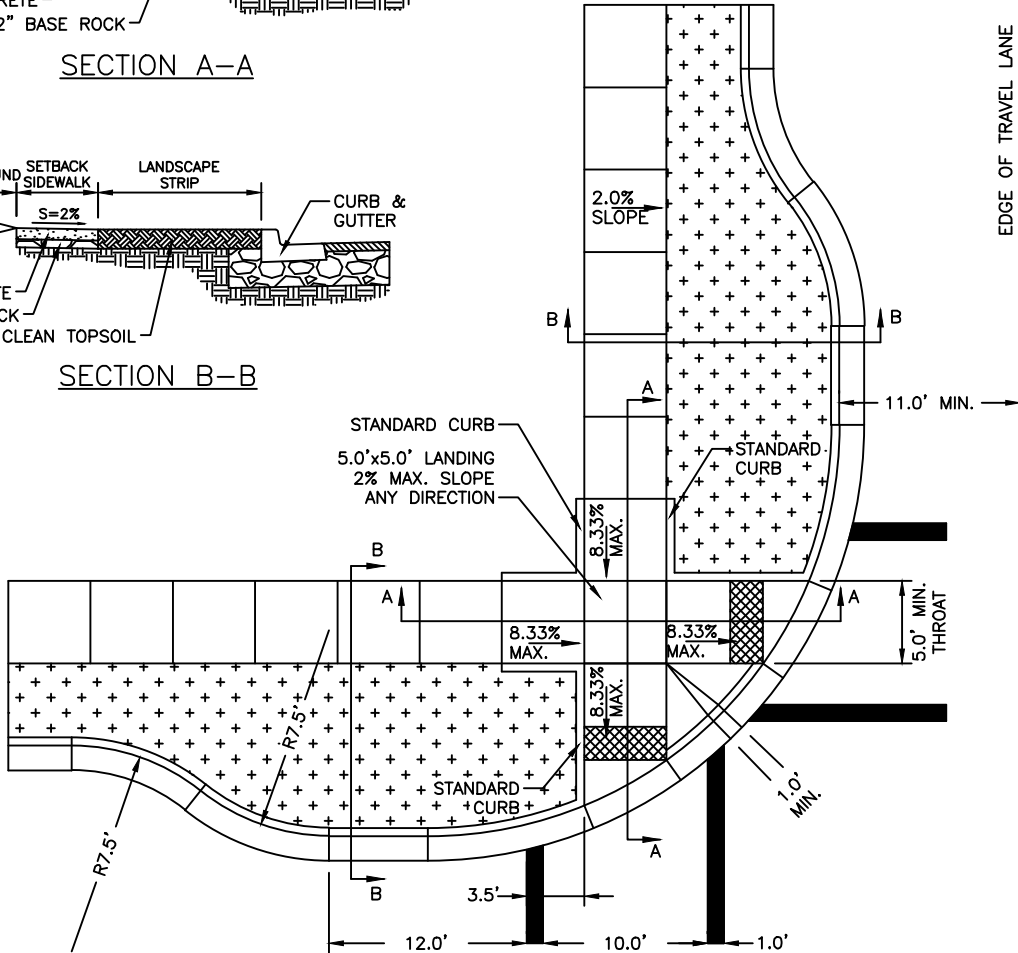 2" BASE ROCK
SECTION A-A
SETBACK
SIDEWALK
LANDSCAPE
STRIP
S=2%
CURB &
GUTTER
CLEAN TOPSOIL
SECTION B-B
EDGE OF TRAVEL LANE
2.0%
SLOPE
B
B
A
11.0' MIN.
STANDARD CURB
5.0'x5.0' LANDING
2% MAX. SLOPE
ANY DIRECTION
STANDARD
CURB
8.33%
MAX.
B
A
A
8.33%
MAX.
8.33%
MAX.
5.0' MIN.
THROAT
8.33%
MAX.
R7.5'
STANDARD
CURB
1.0'
MIN.
R7.5'
A
B
3.5'
12.0'
10.0'
1.0'